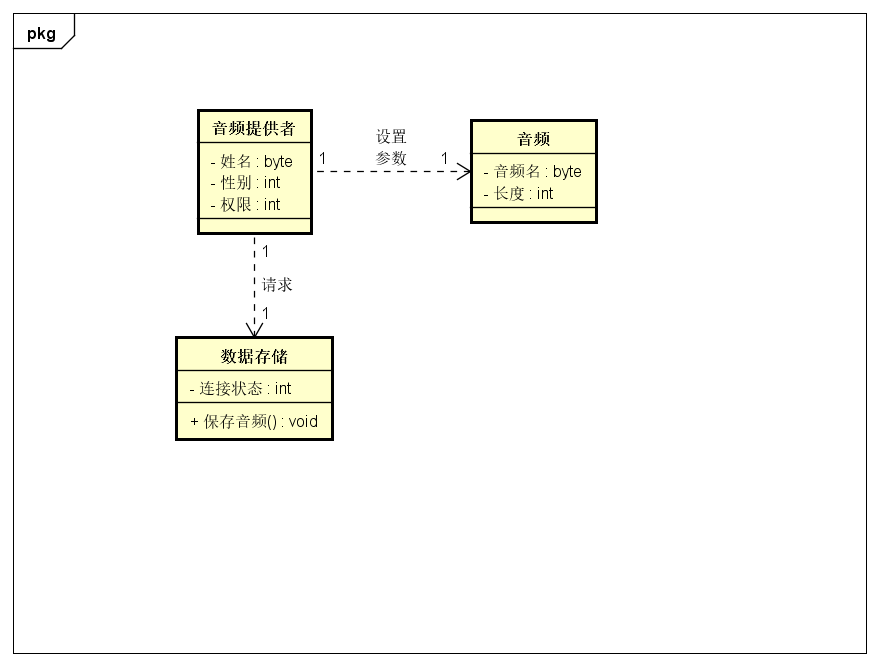 pkg
音频提供者
- 姓名 : byte
- 性别 : int
- 权限 : int
1
设置
参数
1
音频
- 音频名 : byte
- 长度 : int
1
请求
1
数据存储
- 连接状态 : int
+ 保存音频() : void